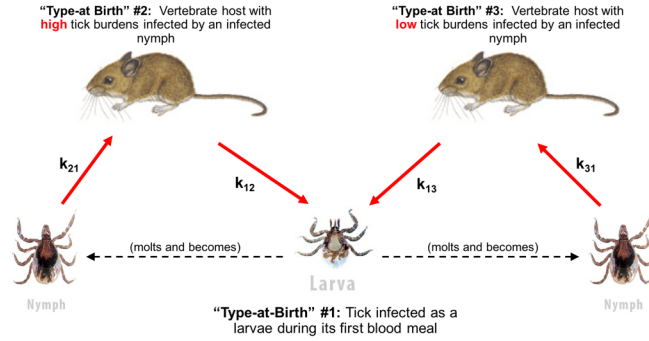 “Type-at Birth” #2: Vertebrate host with
high tick burdens infected by an infected
nymph
“Type-at Birth” #3: Vertebrate host with
low tick burdens infected by an infected
nymph
k21
k12
k13
k31
(molts and becomes)
(molts and becomes)
Nymph
Larva
Nymph
“Type-at-Birth” #1: Tick infected as a
larvae during its first blood meal